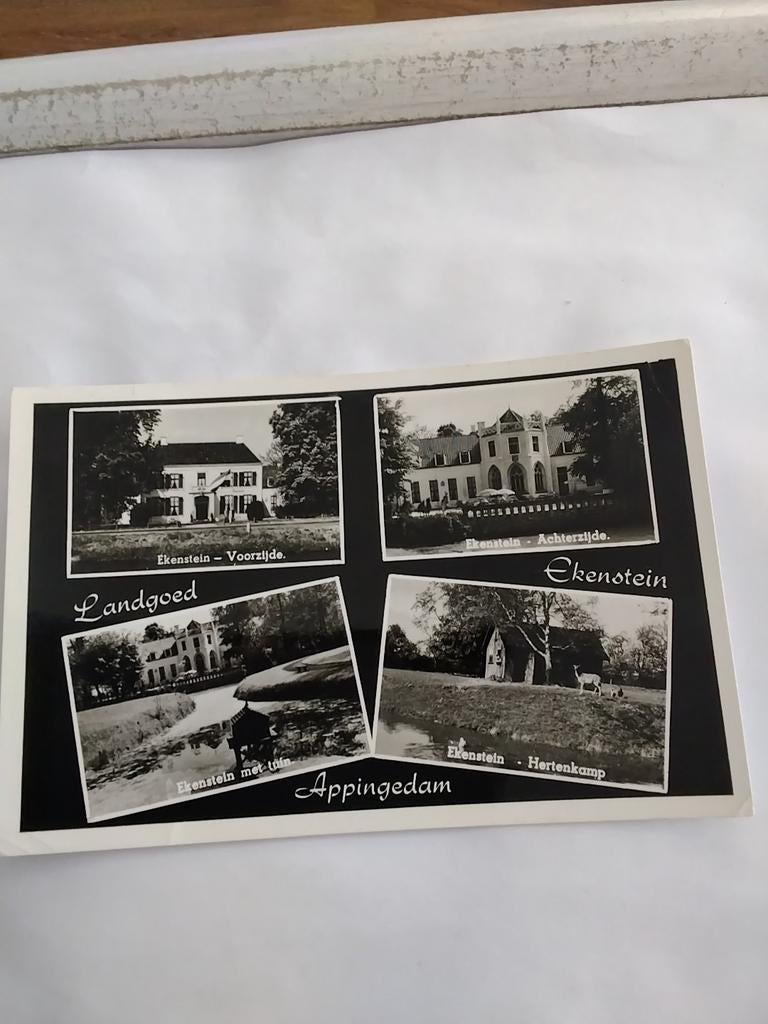 Ekenstein – Voorzijde.
Ekenstein - Achterzijde.
Landgoed
Ekenstein
Ekenstein met tuin.
Ekenstein - Hertenkamp
Appingedam